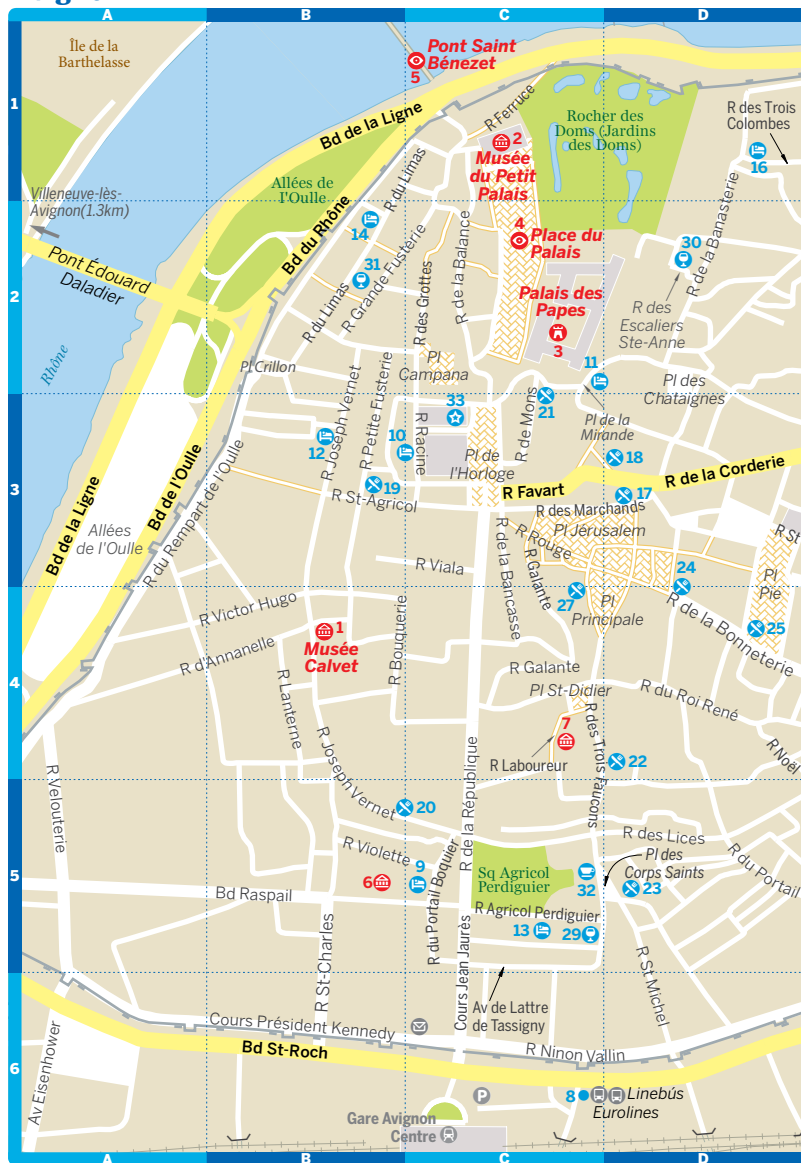 A
B
C
D
Île de la
Barthelasse
Pont Saint
Bénezet
5
1
Bd de la Ligne
R Ferruce
Rocher des
Doms (Jardins
des Doms)
R des Trois
Colombes
2
Musée
du Petit
Palais
16
Allées de
l'Oulle
R du Limas
Villeneuve-lès-
Avignon(1.3km)
14
Bd du Rhône
4
Place du
Palais
30
R de la Banasterie
31
R Grande Fusterie
R de la Balance
Pont Édouard
Daladier
2
R du Limas
R des Grottes
Palais des
Papes
3
R des
Escaliers
Ste-Anne
Rhône
Pl Crillon
Pl
Campana
11
Pl des
Chataignes
R Joseph Vernet
R Petite Fusterie
33
21
R de Mons
Pl de la
Mirande
12
10
R Racine
Pl de
l'Horloge
18
R de la Corderie
3
Bd de la Ligne
Bd de l'Oulle
R du Rempart de l'Oulle
19
R St-Agricol
R Favart
17
R des Marchands
Allées
de l'Oulle
Pl Jérusalem
R Rouge
R St
R Viala
R de la Bancasse
R Galante
24
Pl
Pie
27
Pl
Principale
R de la Bonneterie
25
R Victor Hugo
1
Musée
Calvet
R Bouquerie
R d'Annanelle
4
R Galante
Pl St-Didier
R du Roi René
R Lanterne
7
R des Trois Faucons
R Noël
R Laboureur
22
R Joseph Vernet
R de la République
R Velouterie
20
R des Lices
R Violette
9
R du Portail Boquier
Sq Agricol
Perdiguier
32
Pl des
Corps Saints
R du Portail
5
6
23
Bd Raspail
R Agricol Perdiguier
13
29
R St-Charles
Cours Jean Jaurès
R St Michel
Av de Lattre
de Tassigny
Cours Président Kennedy
R Ninon Vallin
Bd St-Roch
6
Av Eisenhower
P
8
Linebús
Eurolines
Gare Avignon
Centre
A
B
C
D